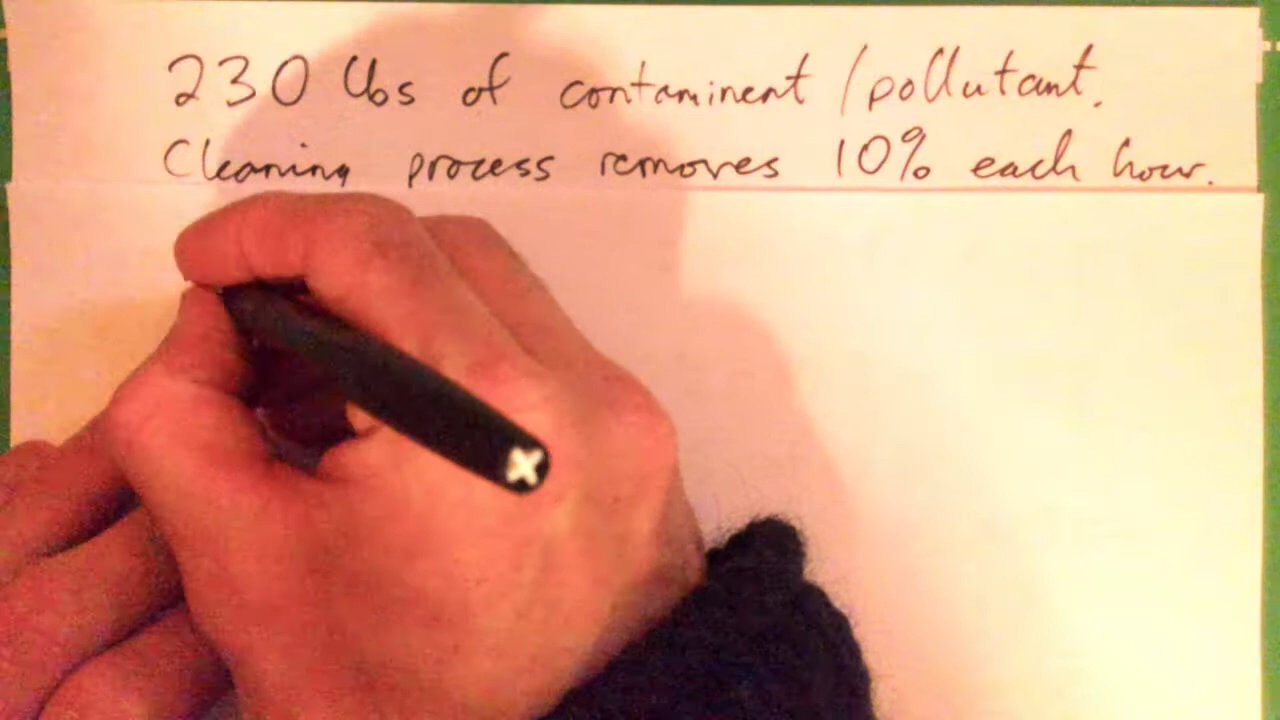 230 lbs of contaminent / pollutant.
Cleaning process removes 10% each hour.